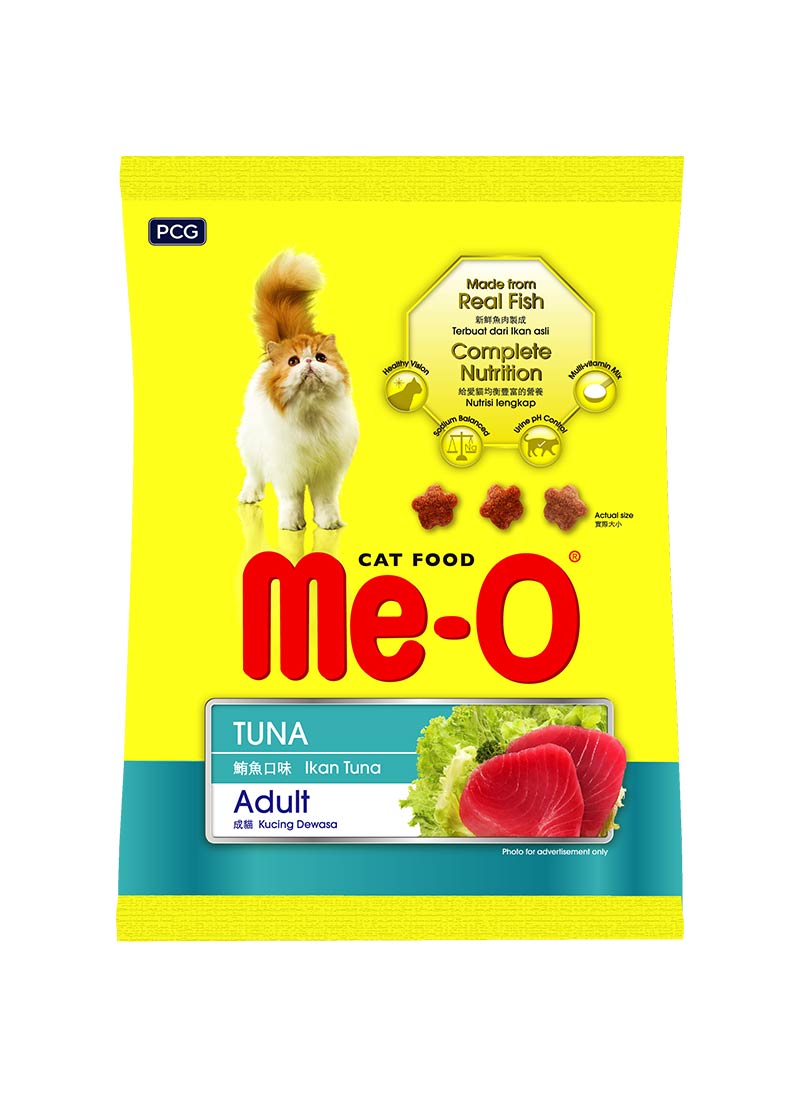 PCG
Made from
Real Fish
新鮮魚肉製成
Terbuat dari Ikan asli
Complete
Nutrition
給愛貓均衡豐富的營養
Nutrisi lengkap
Healthy Vision
Sodium Balanced
Na
Urine pH Control
Multi-vitamin Mix
Actual size
實際大小
CAT FOOD
Me-O®
TUNA
鮪魚口味 Ikan Tuna
Adult
成貓 Kucing Dewasa
Photo for advertisement only